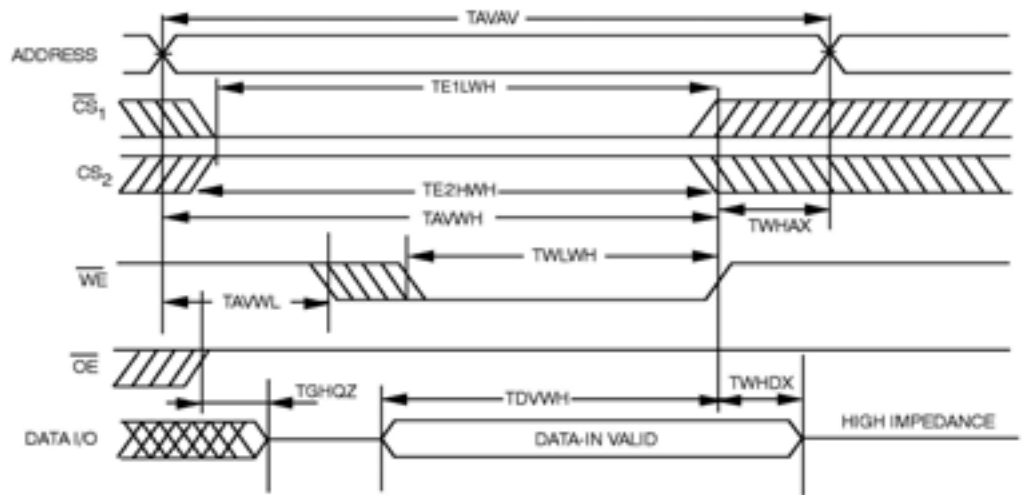 TAVAV
ADDRESS
TE1LWH
CS1
CS2
TE2HWH
TAVWH
TWHAX
TWLWH
WE
TAVWL
OE
TGHQZ
TDVWH
TWHDX
DATA I/O
DATA-IN VALID
HIGH IMPEDANCE